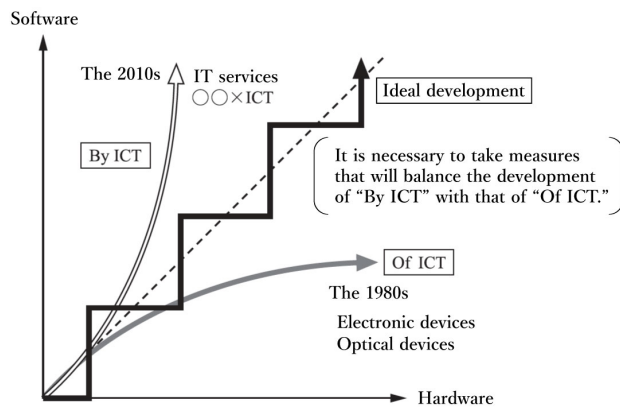 Software
The 2010s
IT services
○○×ICT
Ideal development
By ICT
It is necessary to take measures
that will balance the development
of “By ICT” with that of “Of ICT.”
Of ICT
The 1980s
Electronic devices
Optical devices
Hardware